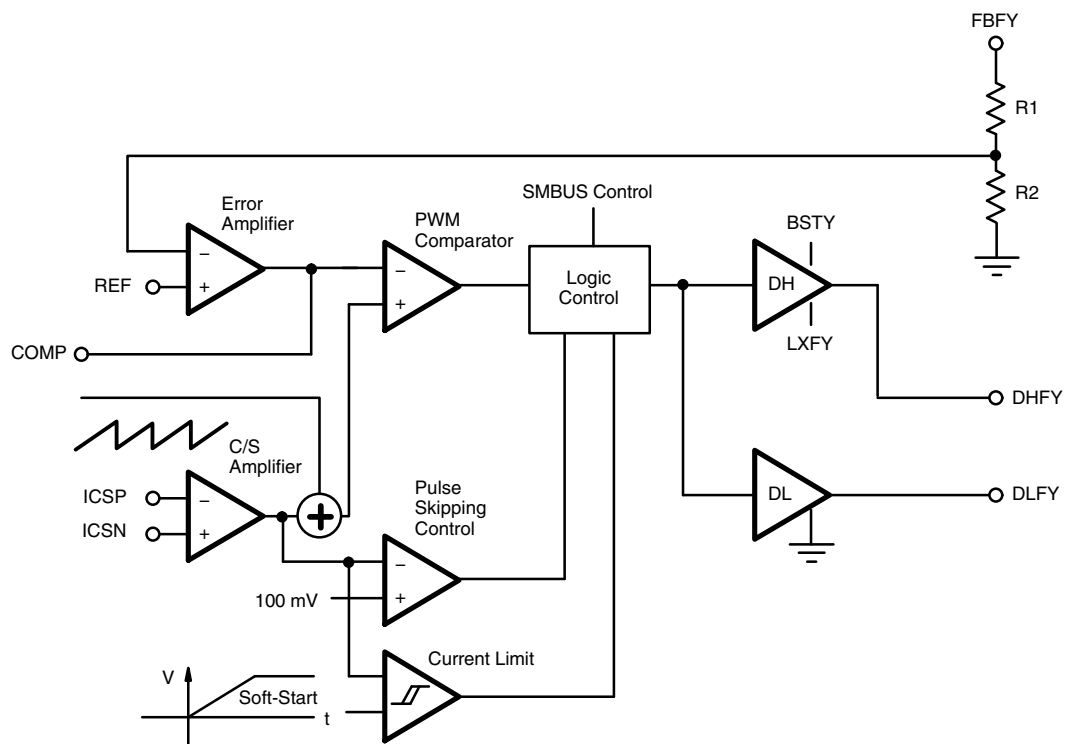 FBFY
R1
R2
SMBUS Control
Error
Amplifier
PWM
Comparator
BSTY
−
+
REF
−
+
Logic
Control
DH
LXFY
COMP
DHFY
C/S
Amplifier
ICSP
ICSN
−
+
+
Pulse
Skipping
Control
DL
DLFY
−
+
100 mV
Current Limit
V
Soft-Start
t